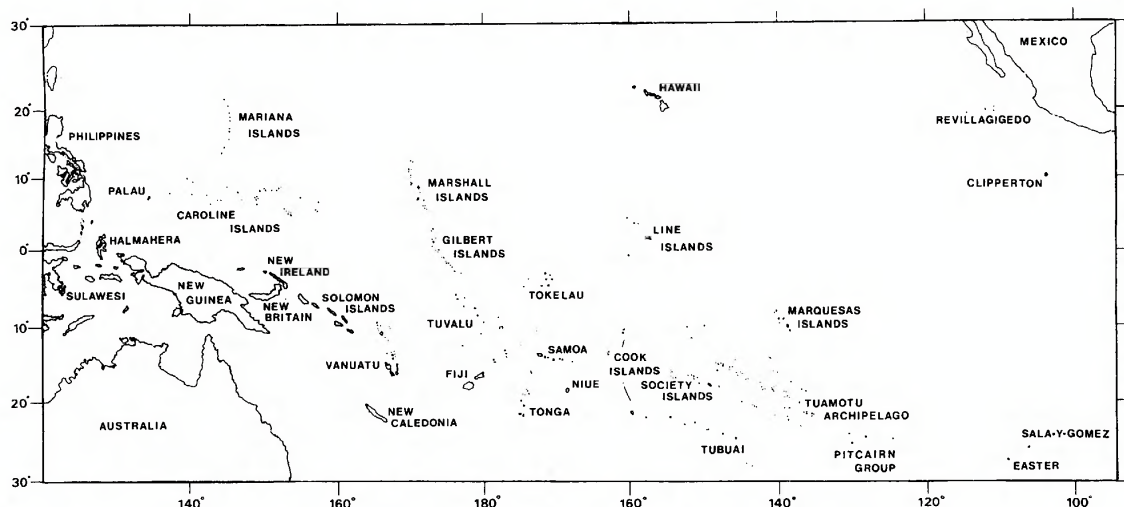 30°
MEXICO
HAWAII
20°
MARIANA
ISLANDS
REVILLAGIGEDO
PHILIPPINES
10°
PALAU
MARSHALL
ISLANDS
CLIPPERTON
CAROLINE
ISLANDS
LINE
ISLANDS
HALMAHERA
GILBERT
ISLANDS
0°
NEW
IRELAND
SULAWESI
NEW
GUINEA
NEW
BRITAIN
SOLOMON
ISLANDS
TOKELAU
MARQUESAS
ISLANDS
10°
TUVALU
VANUATU
FIJI
SAMOA
COOK
ISLANDS
NIUE
SOCIETY
ISLANDS
20°
NEW
CALEDONIA
TONGA
TUAMOTU
ARCHIPELAGO
AUSTRALIA
TUBUAI
PITCAIRN
GROUP
SALA-Y-GOMEZ
EASTER
30°
140° 160° 180° 160° 140° 120° 100°